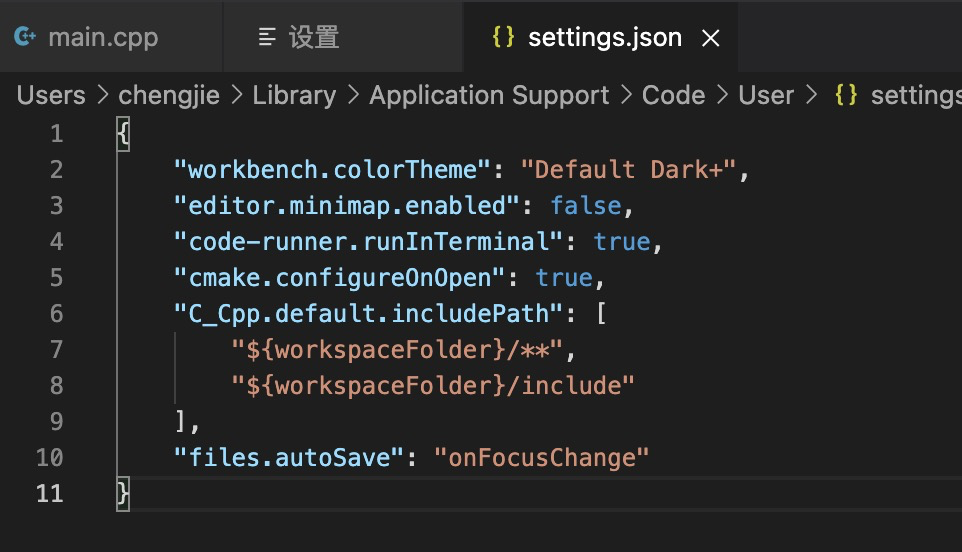 main.cpp 设置 {} settings.json ×
Users > chengjie > Library > Application Support > Code > User > {} settings
1 {
2 "workbench.colorTheme": "Default Dark+",
3 "editor.minimap.enabled": false,
4 "code-runner.runInTerminal": true,
5 "cmake.configureOnOpen": true,
6 "C_Cpp.default.includePath": [
7 "${workspaceFolder}/**",
8 "${workspaceFolder}/include"
9 ],
10 "files.autoSave": "onFocusChange"
11 }